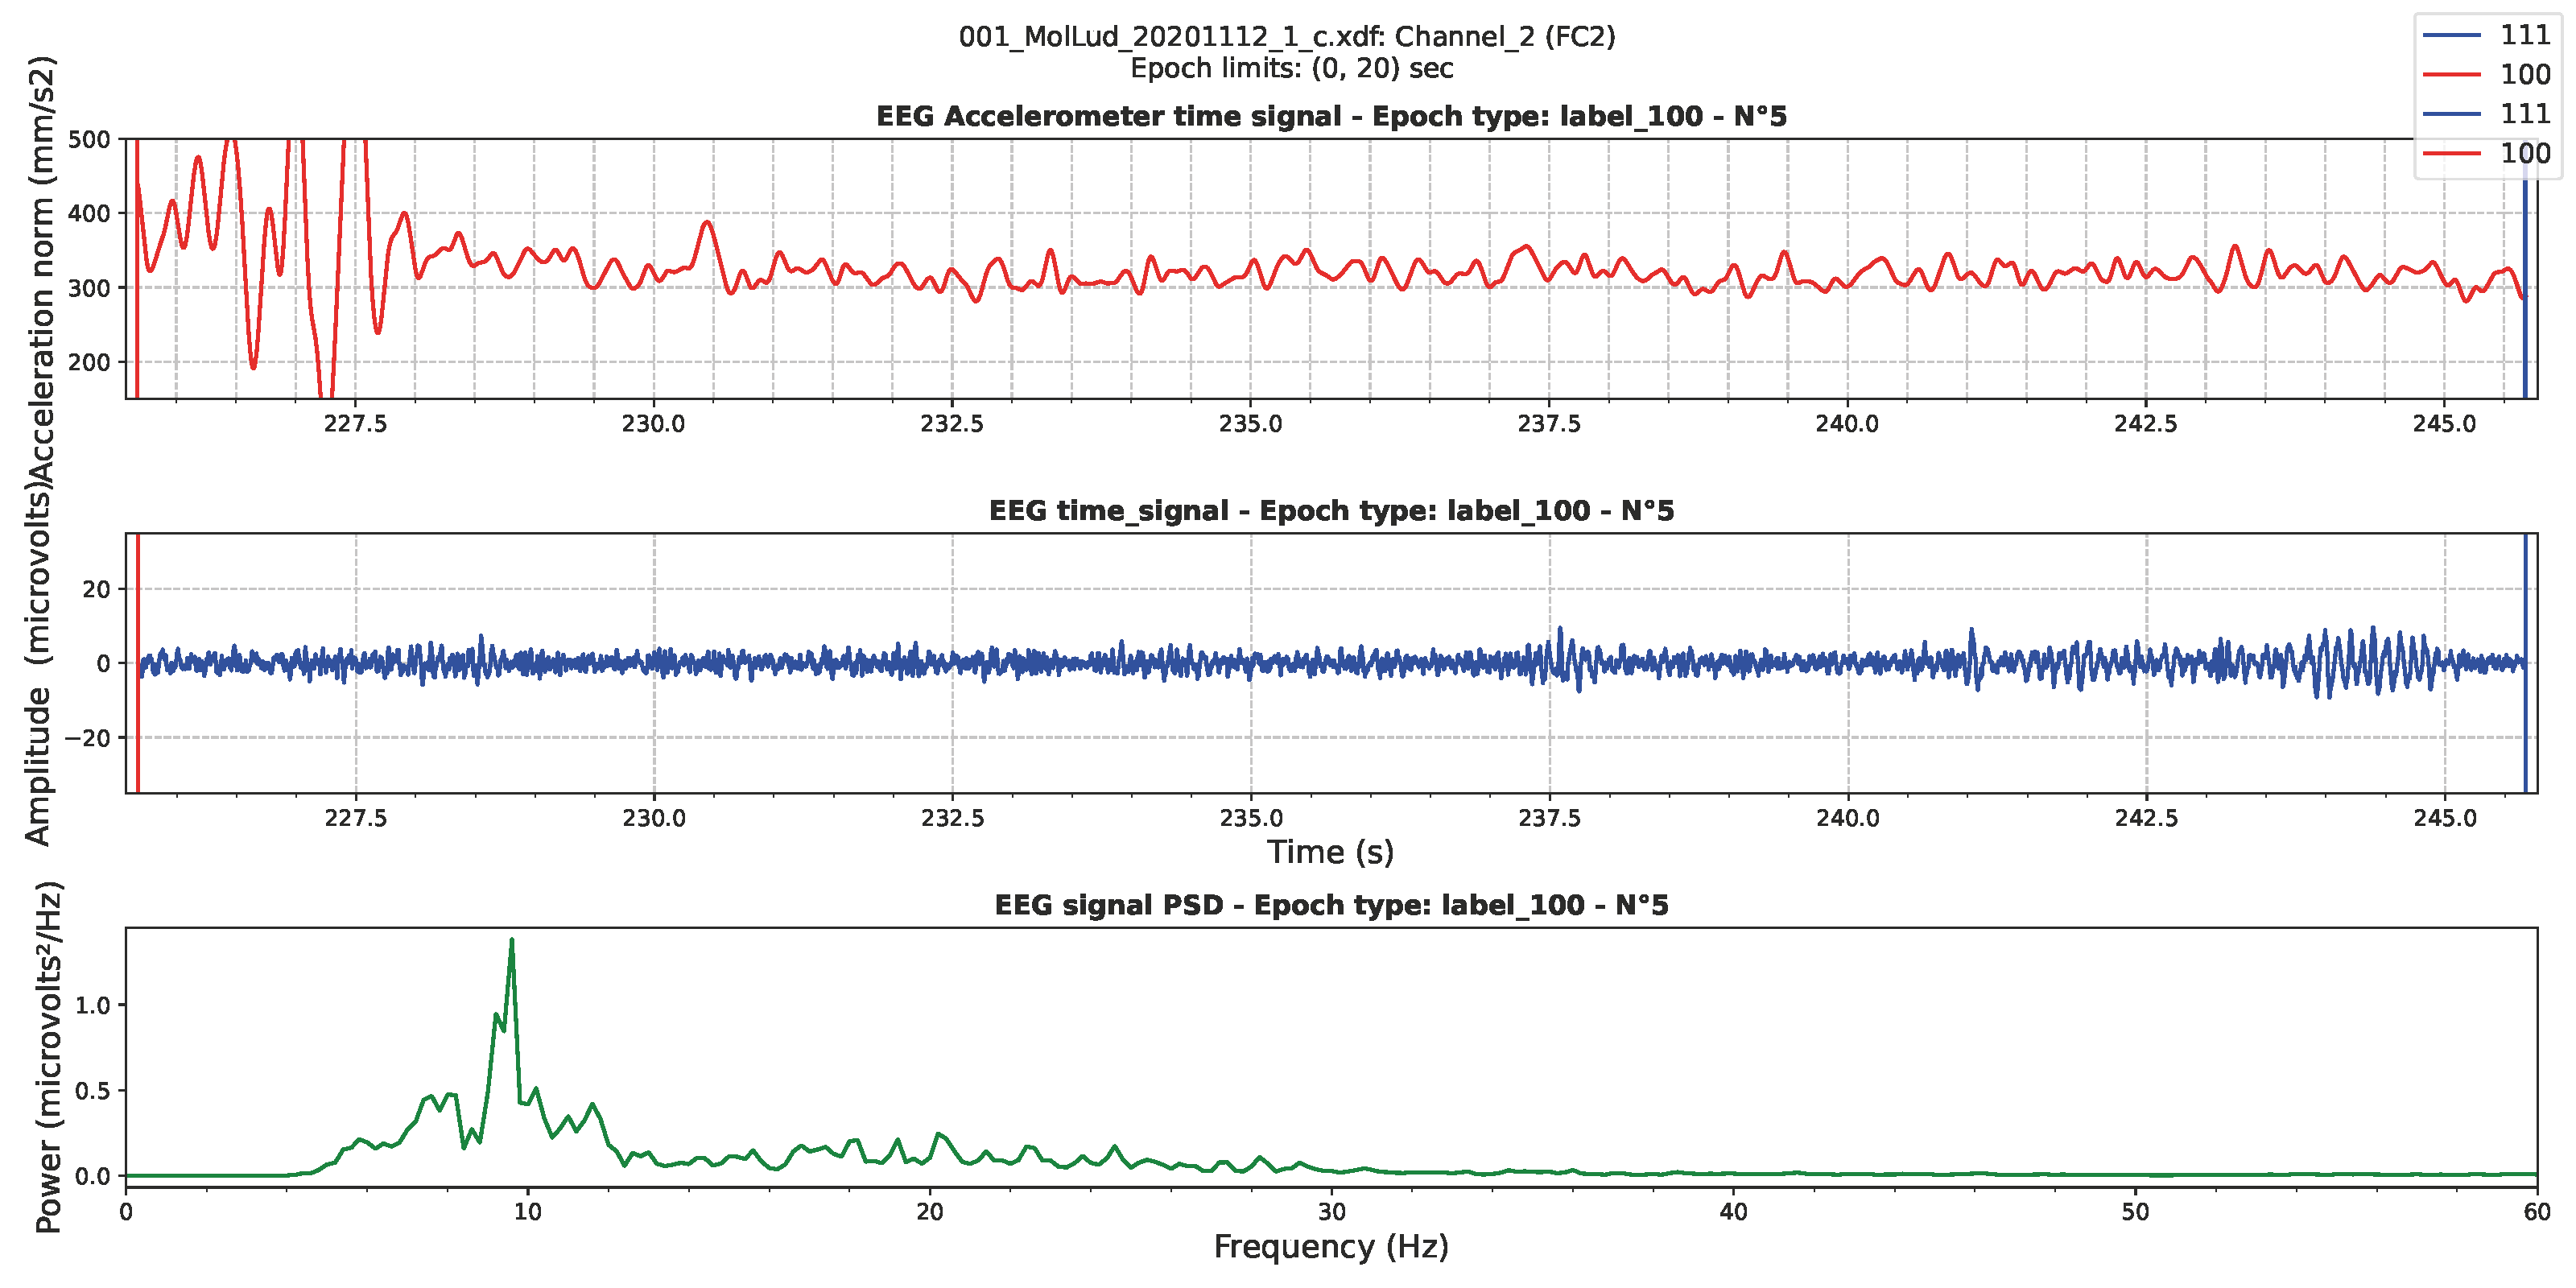 001_MolLud_20201112_1_c.xdf: Channel_2 (FC2)
Epoch limits: (0, 20) sec
111
100
111
100
EEG Accelerometer time signal - Epoch type: label_100 - N°5
Acceleration norm (mm/s2)
500
400
300
200
227.5 230.0 232.5 235.0 237.5 240.0 242.5 245.0
EEG time_signal - Epoch type: label_100 - N°5
Amplitude (microvolts)
20
0
−20
227.5 230.0 232.5 235.0 237.5 240.0 242.5 245.0
Time (s)
EEG signal PSD - Epoch type: label_100 - N°5
Power (microvolts²/Hz)
1.0
0.5
0.0
0 10 20 30 40 50 60
Frequency (Hz)